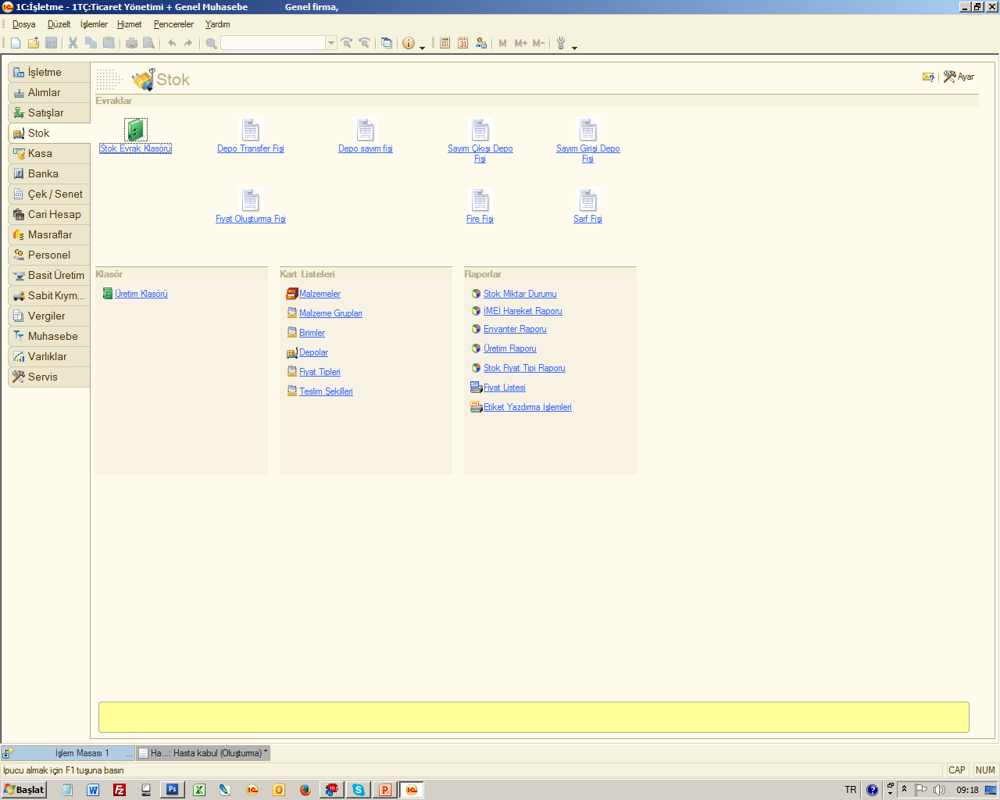 1C:İşletme - 1TÇ:Ticaret Yönetimi + Genel Muhasebe Genel firma,
Dosya Düzelt İşlemler Hizmet Pencereler Yardım
M M+ M-
İşletme
Alımlar
Satışlar
Stok
Kasa
Banka
Çek / Senet
Cari Hesap
Masraflar
Personel
Basit Üretim
Sabit Kıym...
Vergiler
Muhasebe
Varlıklar
Servis
Stok
Ayar
Evraklar
Stok Evrak Klasörü
Depo Transfer Fişi
Depo sayım fişi
Sayım Çıkışı Depo
Fişi
Sayım Girişi Depo
Fişi
Fiyat Oluşturma Fişi
Fire Fişi
Sarf Fişi
Klasör
Üretim Klasörü
Kart Listeleri
Malzemeler
Malzeme Grupları
Birimler
Depolar
Fiyat Tipleri
Teslim Şekilleri
Raporlar
Stok Miktar Durumu
İMEİ Hareket Raporu
Envanter Raporu
Üretim Raporu
Stok Fiyat Tipi Raporu
Fiyat Listesi
Etiket Yazdırma İşlemleri
İşlem Masası 1 ...
Ha...: Hasta kabul (Oluşturma) *
İpucu almak için F1 tuşuna basın
CAP NUM
Başlat
TR
09:18